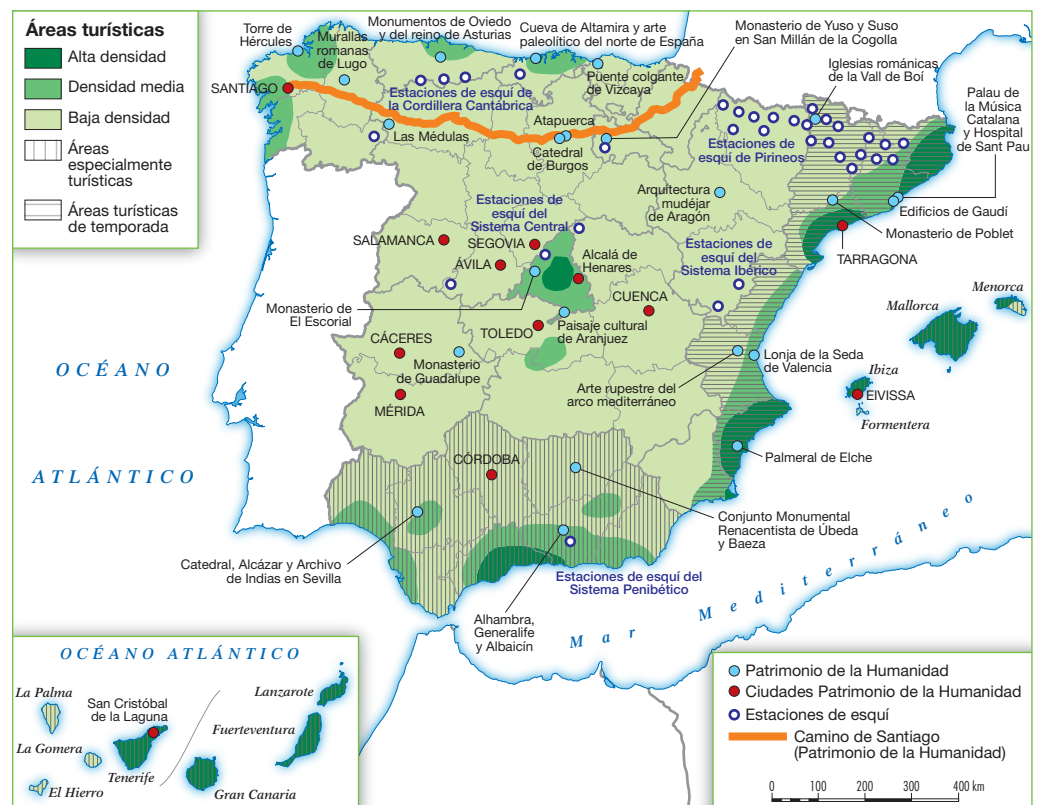 Áreas turísticas
Alta densidad
Densidad media
Baja densidad
Áreas
especialmente
turísticas
Áreas turísticas
de temporada
Torre de
Hércules
Murallas
romanas
de Lugo
Monumentos de Oviedo
y del reino de Asturias
Cueva de Altamira y arte
paleolítico del norte de España
Monasterio de Yuso y Suso
en San Millán de la Cogolla
Iglesias románicas
de la Vall de Boí
Palau de
la Música
Catalana
y Hospital
de Sant Pau
SANTIAGO
Estaciones de esquí de
la Cordillera Cantábrica
Puente colgante
de Vizcaya
Las Médulas
Atapuerca
Catedral
de Burgos
Estaciones de
esquí de Pirineos
Arquitectura
mudéjar
de Aragón
Edificios de Gaudí
Monasterio de Poblet
TARRAGONA
Estaciones de
esquí del
Sistema Central
SALAMANCA
SEGOVIA
ÁVILA
Alcalá de
Henares
Estaciones de
esquí del
Sistema Ibérico
CUENCA
Monasterio de
El Escorial
TOLEDO
Paisaje cultural
de Aranjuez
CÁCERES
Monasterio
de Guadalupe
MÉRIDA
Arte rupestre del
arco mediterráneo
Lonja de la Seda
de Valencia
Menorca
Mallorca
Ibiza
EIVISSA
Formentera
OCÉANO
ATLÁNTICO
Palmeral de Elche
CÓRDOBA
Conjunto Monumental
Renacentista de Úbeda
y Baeza
Catedral, Alcázar y Archivo
de Indias en Sevilla
Estaciones de esquí del
Sistema Penibético
Alhambra,
Generalife
y Albaicín
Mar Mediterráneo
OCÉANO ATLÁNTICO
La Palma
San Cristóbal
de la Laguna
La Gomera
El Hierro
Tenerife
Lanzarote
Fuerteventura
Gran Canaria
Patrimonio de la Humanidad
Ciudades Patrimonio de la Humanidad
Estaciones de esquí
Camino de Santiago
(Patrimonio de la Humanidad)
0 100 200 300 400 km